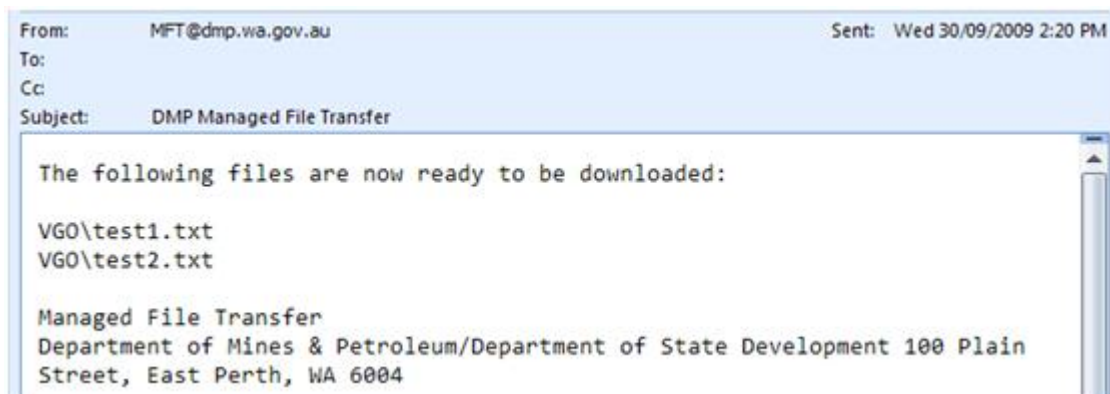 From: MFT@dmp.wa.gov.au Sent: Wed 30/09/2009 2:20 PM
To:
Cc:
Subject: DMP Managed File Transfer
The following files are now ready to be downloaded:
VGO\test1.txt
VGO\test2.txt
Managed File Transfer
Department of Mines & Petroleum/Department of State Development 100 Plain
Street, East Perth, WA 6004